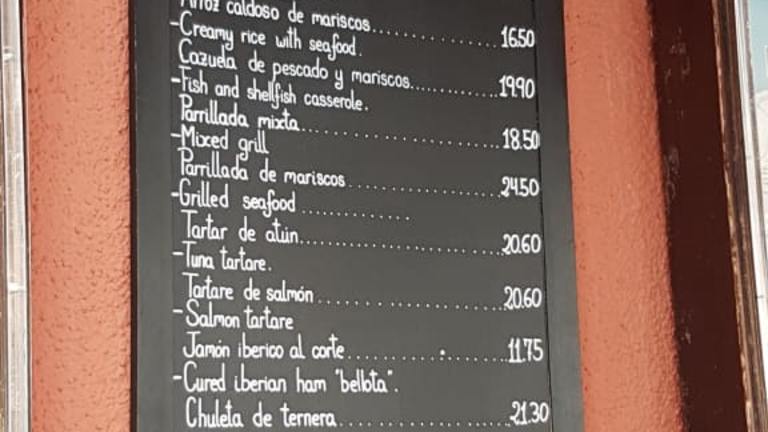 Arroz caldoso de mariscos............... 16.50
-Creamy rice with seafood.
Cazuela de pescado y mariscos........... 19.90
-Fish and shellfish casserole.
Parrillada mixta........................ 18.50
-Mixed grill
Parrillada de mariscos.................. 24.50
-Grilled seafood .............
Tartar de atún.......................... 20.60
-Tuna tartare.
Tartare de salmón ...................... 20.60
-Salmon tartare
Jamón iberico al corte.................. 11.75
-Cured iberian ham "bellota".
Chuleta de ternera...................... 21.30